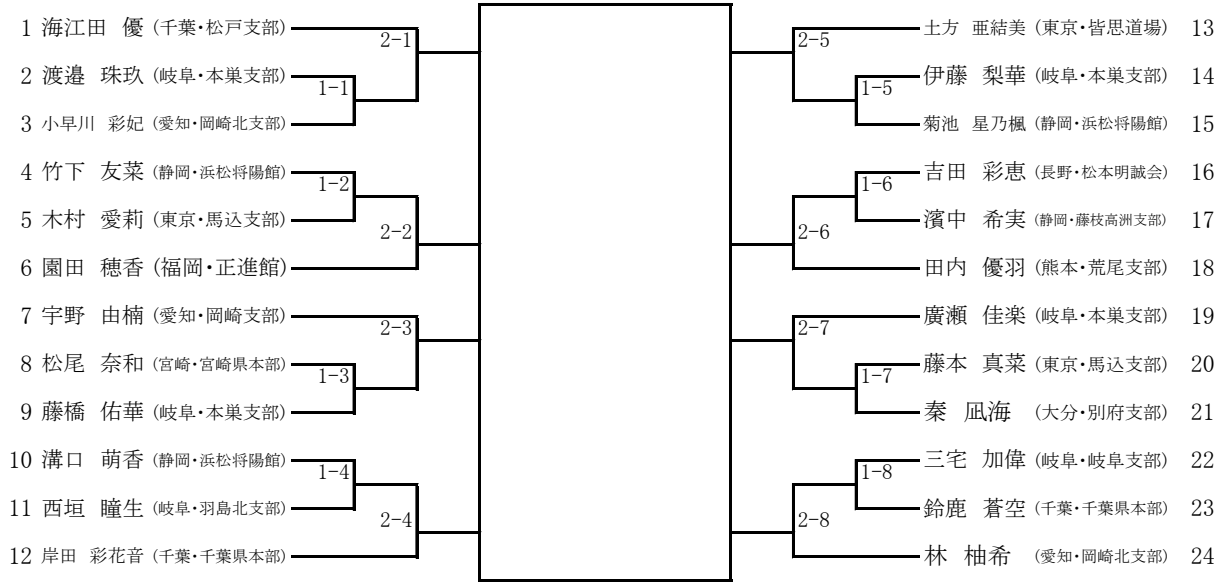 1 海江田 優 (千葉・松戸支部)
2-1
2 渡邉 珠玖 (岐阜・本巣支部)
1-1
3 小早川 彩妃 (愛知・岡崎北支部)
4 竹下 友菜 (静岡・浜松将陽館)
1-2
5 木村 愛莉 (東京・馬込支部)
2-2
6 園田 穂香 (福岡・正進館)
7 宇野 由楠 (愛知・岡崎支部)
2-3
8 松尾 奈和 (宮崎・宮崎県本部)
1-3
9 藤橋 佑華 (岐阜・本巣支部)
10 溝口 萌香 (静岡・浜松将陽館)
1-4
11 西垣 瞳生 (岐阜・羽島北支部)
2-4
12 岸田 彩花音 (千葉・千葉県本部)
土方 亜結美 (東京・皆思道場) 13
2-5
伊藤 梨華 (岐阜・本巣支部) 14
1-5
菊池 星乃楓 (静岡・浜松将陽館) 15
吉田 彩恵 (長野・松本明誠会) 16
1-6
濱中 希実 (静岡・藤枝高洲支部) 17
2-6
田内 優羽 (熊本・荒尾支部) 18
廣瀬 佳楽 (岐阜・本巣支部) 19
2-7
藤本 真菜 (東京・馬込支部) 20
1-7
秦 凪海 (大分・別府支部) 21
三宅 加偉 (岐阜・岐阜支部) 22
1-8
鈴鹿 蒼空 (千葉・千葉県本部) 23
2-8
林 柚希 (愛知・岡崎北支部) 24